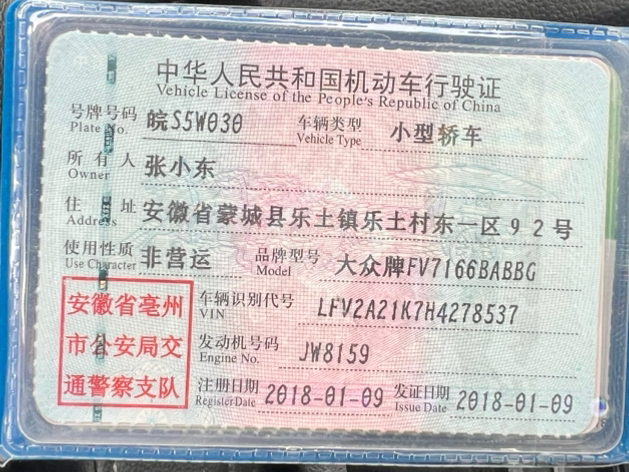 中华人民共和国机动车行驶证
Vehicle License of the People's Republic of China
号牌号码 皖S5W030 车辆类型 小型轿车
Plate No. Vehicle Type
所有人 张小东
Owner
住址 安徽省蒙城县乐土镇乐土村东一区92号
Address
使用性质 非营运 品牌型号 大众牌FV7166BABBG
Use Character Model
安徽省亳州
市公安局交
通警察支队
车辆识别代号 LFV2A21K7H4278537
VIN
发动机号码 JW8159
Engine No.
注册日期 2018-01-09 发证日期 2018-01-09
Register Date Issue Date